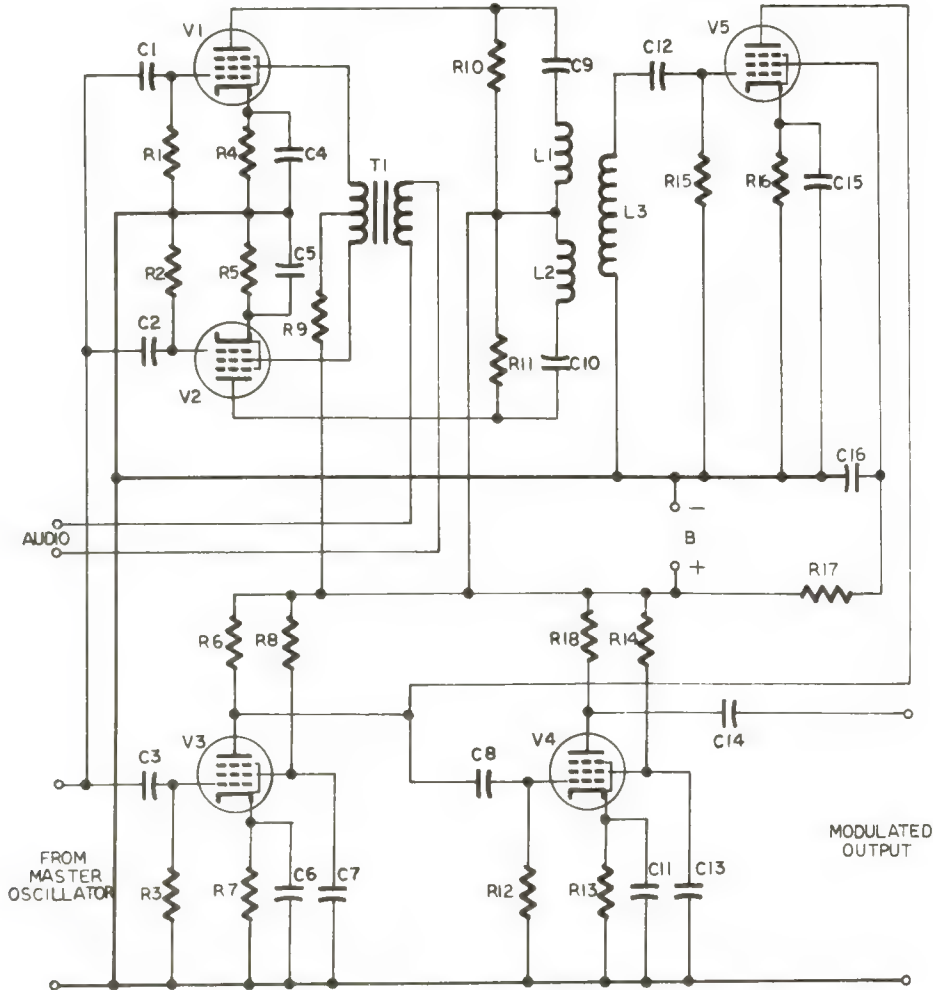 V1
V5
C1
C12
R10
C9
R1
R4
C4
T1
L1
R15
R16
C15
L3
R2
R5
C5
L2
C2
R9
R11
C10
V2
C16
-
AUDIO
B
+
R17
R6
R8
R18
R14
V3
V4
C14
C3
C8
MODULATED
OUTPUT
FROM
MASTER
OSCILLATOR
R3
R7
C6
C7
R12
R13
C11
C13